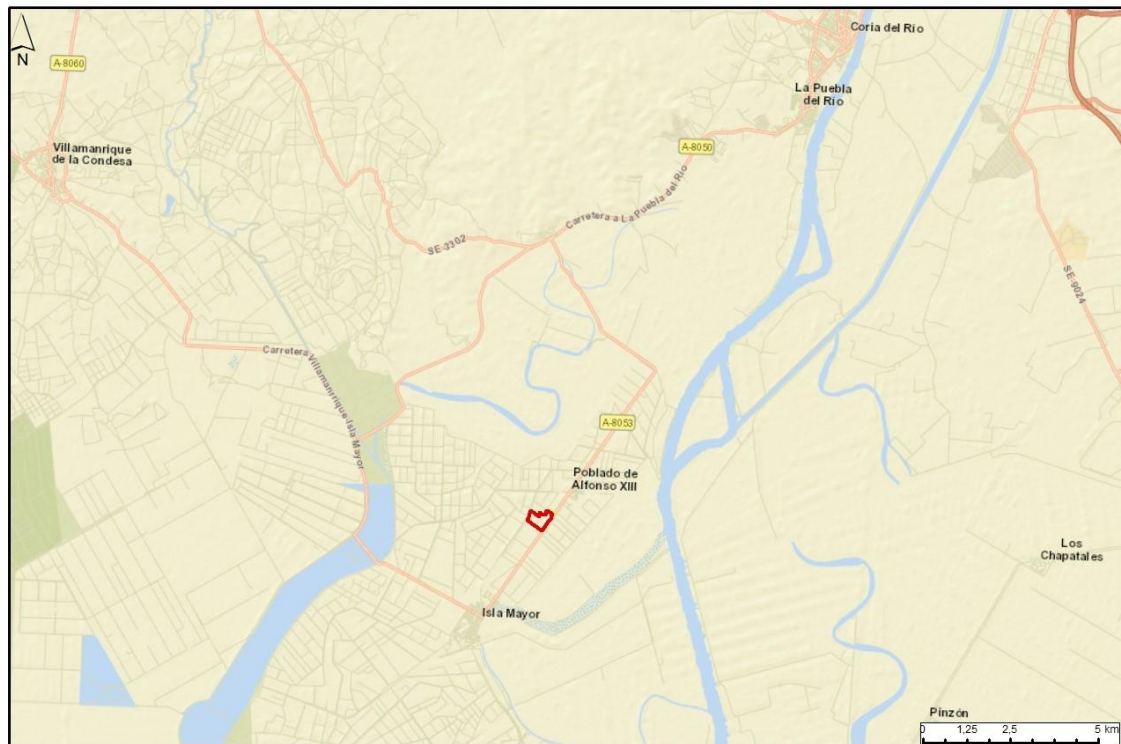 N
A-8060
Coria del Río
La Puebla
del Río
Villamanrique
de la Condesa
A-8050
Carretera a La Puebla del Río
SE-3302
SE-9024
Carretera Villamanrrique-Isla Mayor
A-8053
Poblado de
Alfonso XIII
Los
Chapatales
Isla Mayor
Pinzón
0 1,25 2,5 5 km